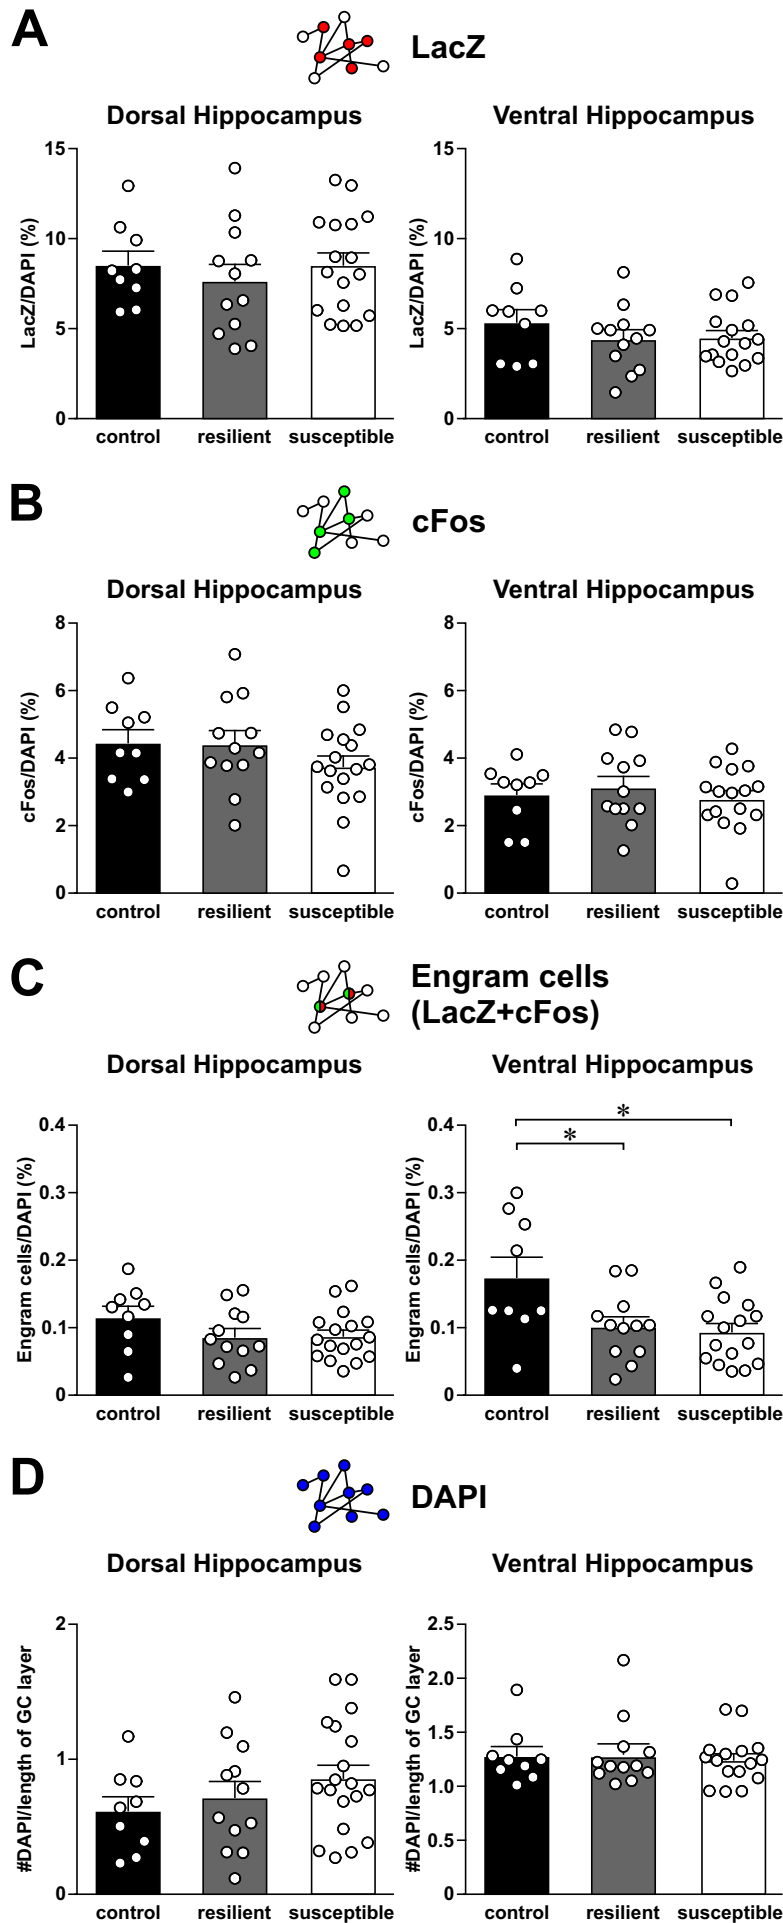 A
LacZ
Dorsal Hippocampus
Ventral Hippocampus
LacZ/DAPI (%)
15
10
5
0
control
resilient
susceptible
LacZ/DAPI (%)
15
10
5
0
control
resilient
susceptible
B
cFos
Dorsal Hippocampus
Ventral Hippocampus
cFos/DAPI (%)
8
6
4
2
0
control
resilient
susceptible
cFos/DAPI (%)
8
6
4
2
0
control
resilient
susceptible
C
Engram cells
(LacZ+cFos)
Dorsal Hippocampus
Ventral Hippocampus
Engram cells/DAPI (%)
0.4
0.3
0.2
0.1
0
control
resilient
susceptible
Engram cells/DAPI (%)
0.4
0.3
0.2
0.1
0
*
*
control
resilient
susceptible
D
DAPI
Dorsal Hippocampus
Ventral Hippocampus
#DAPI/length of GC layer
2
1
0
control
resilient
susceptible
#DAPI/length of GC layer
2.5
2.0
1.5
1.0
0.5
0
control
resilient
susceptible